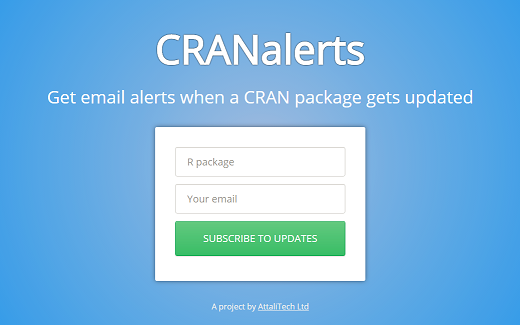 CRANalerts
Get email alerts when a CRAN package gets updated
R package
Your email
SUBSCRIBE TO UPDATES
A project by AttaliTech Ltd